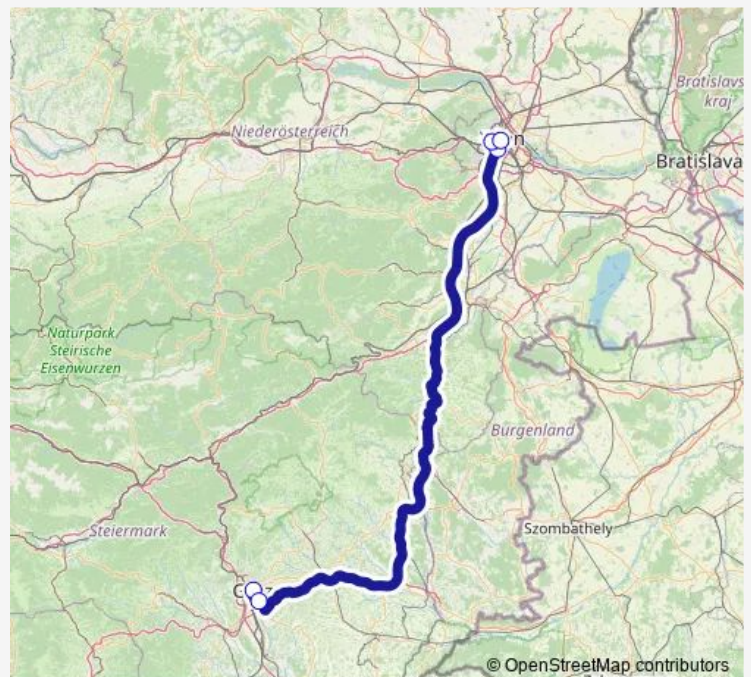 Bratislavs
kraj
Niederösterreich
n
Bratislava
Naturpark
Steirische
Eisenwurzen
Burgenland
Szombathely
Steiermark
G z
© OpenStreetMap contributors